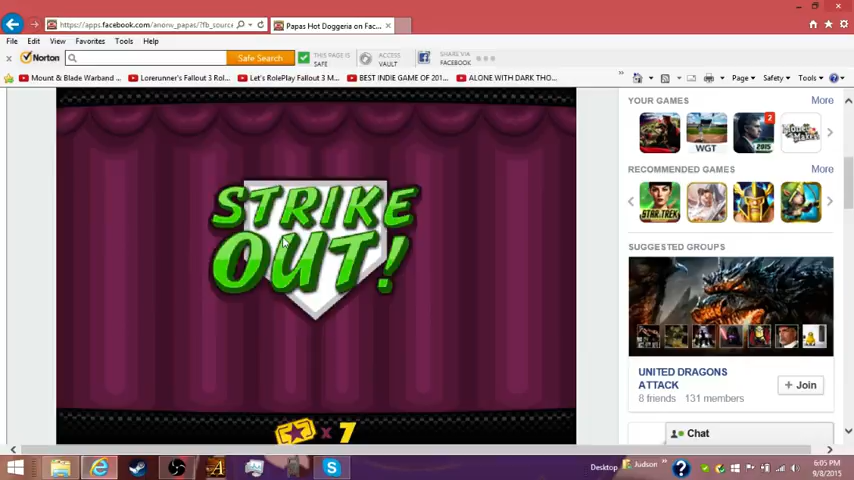 https://apps.facebook.com/anorw_papas/?fb_source
Papas Hot Doggeria on Fac...
File Edit View Favorites Tools Help
Norton
Safe Search
THIS PAGE IS SAFE
ACCESS VAULT
SHARE VIA FACEBOOK
Mount & Blade Warband ...
Lorerunner's Fallout 3 Rol...
Let's RolePlay Fallout 3 M...
BEST INDIE GAME OF 201...
ALONE WITH DARK THO...
Page Safety Tools
STRIKE
OUT!
x 7
YOUR GAMES More
WGT
2
2015
RECOMMENDED GAMES More
STAR TREK
SUGGESTED GROUPS
UNITED DRAGONS
ATTACK
8 friends 131 members
+ Join
Chat
Desktop
Judson
6:05 PM
9/8/2015